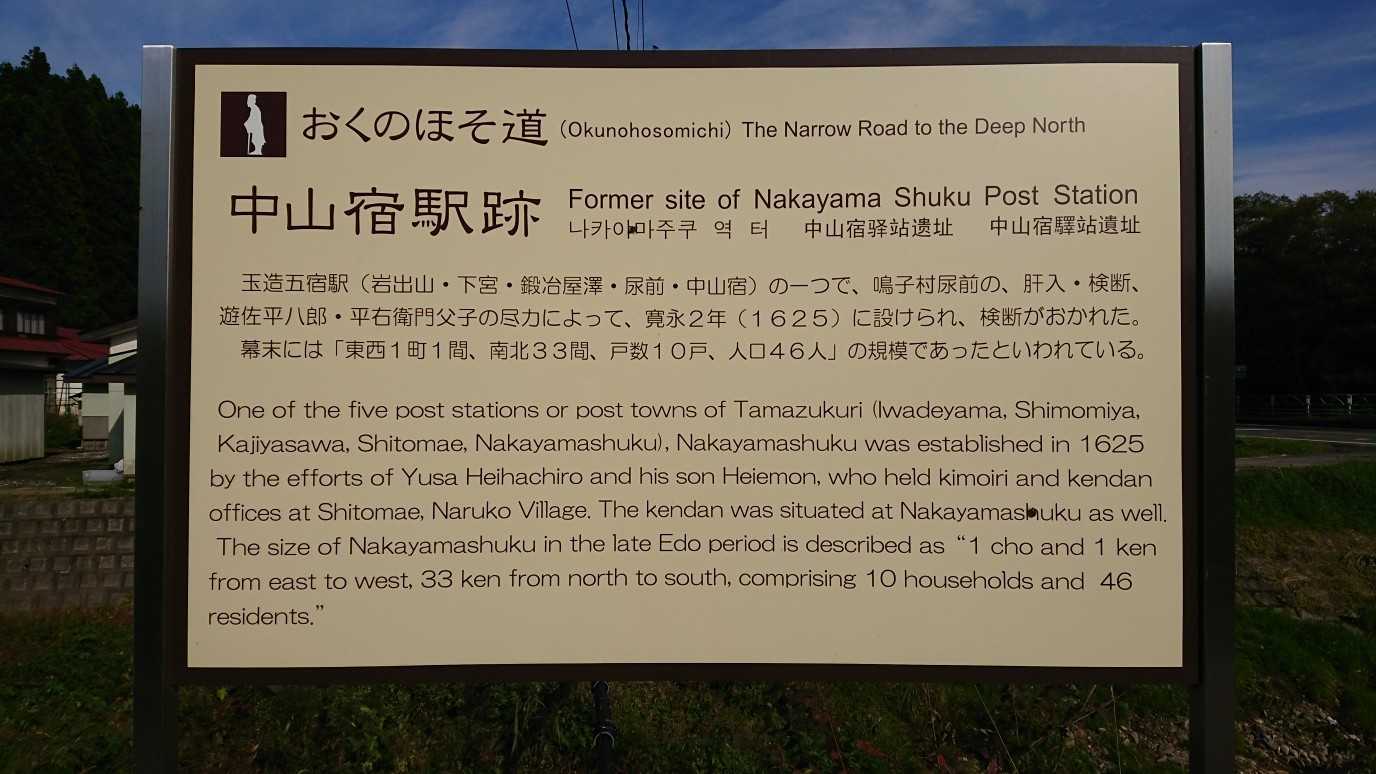 おくのほそ道 (Okunohosomichi) The Narrow Road to the Deep North
中山宿駅跡 Former site of Nakayama Shuku Post Station
나카야마주쿠 역 터 中山宿驿站遗址 中山宿驛站遺址
玉造五宿駅（岩出山・下宮・鍛冶屋澤・尿前・中山宿）の一つで、鳴子村尿前の、肝入・検断、
遊佐平八郎・平右衛門父子の尽力によって、寛永２年（１６２５）に設けられ、検断がおかれた。
幕末には「東西１町１間、南北３３間、戸数１０戸、人口４６人」の規模であったといわれている。
One of the five post stations or post towns of Tamazukuri (Iwadeyama, Shimomiya,
Kajiyasawa, Shitomae, Nakayamashuku), Nakayamashuku was established in 1625
by the efforts of Yusa Heihachiro and his son Heiemon, who held kimoiri and kendan
offices at Shitomae, Naruko Village. The kendan was situated at Nakayamashuku as well.
The size of Nakayamashuku in the late Edo period is described as “1 cho and 1 ken
from east to west, 33 ken from north to south, comprising 10 households and 46
residents.”